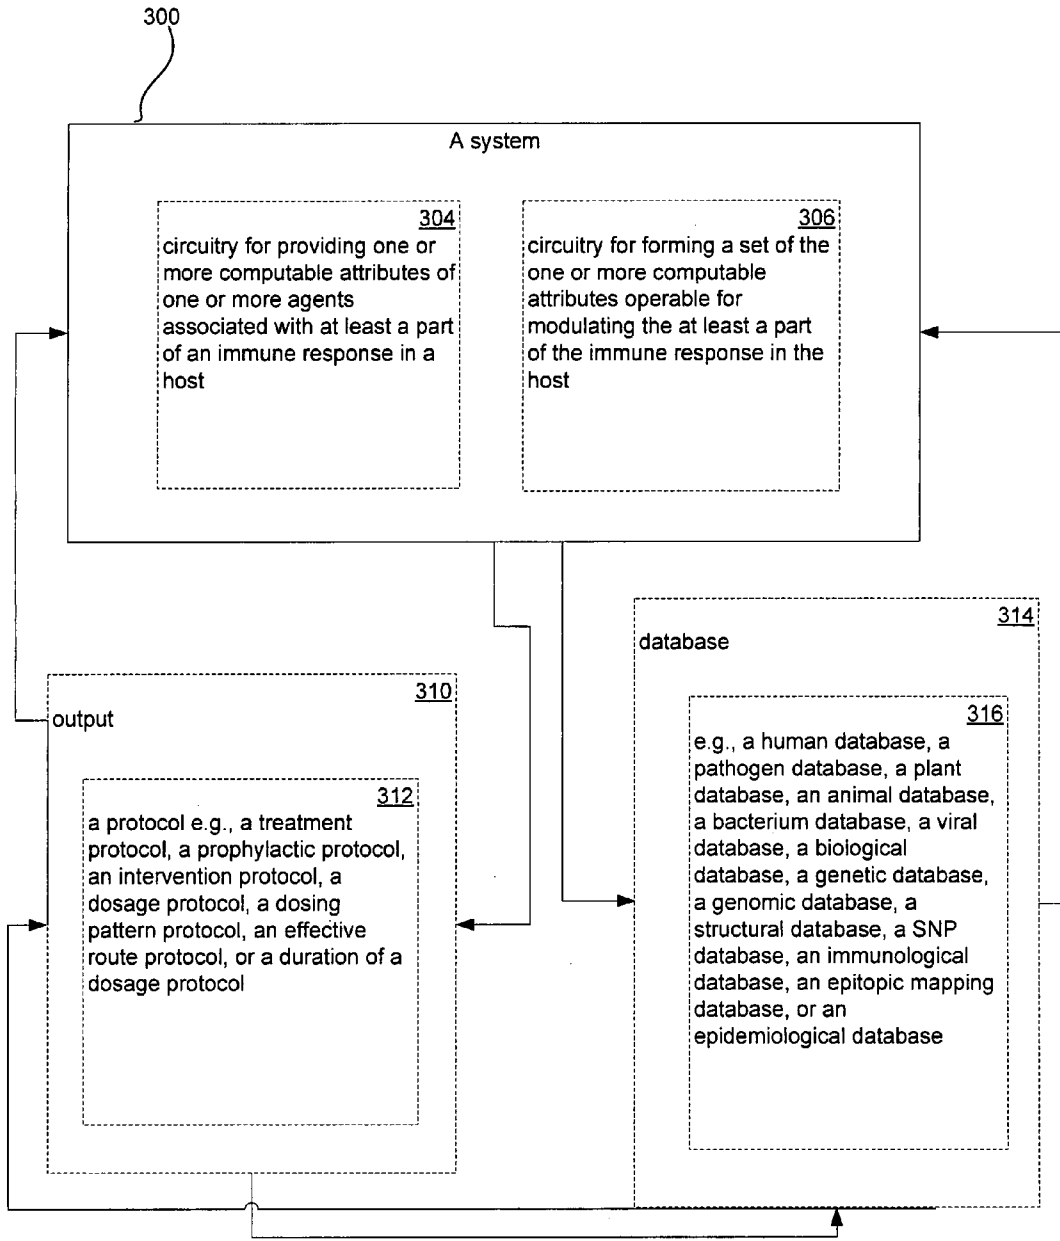 300
A system
304
circuitry for providing one or
more computable attributes of
one or more agents
associated with at least a part
of an immune response in a
host
306
circuitry for forming a set of the
one or more computable
attributes operable for
modulating the at least a part
of the immune response in the
host
310
output
312
a protocol e.g., a treatment
protocol, a prophylactic protocol,
an intervention protocol, a
dosage protocol, a dosing
pattern protocol, an effective
route protocol, or a duration of a
dosage protocol
314
database
316
e.g., a human database, a
pathogen database, a plant
database, an animal database,
a bacterium database, a viral
database, a biological
database, a genetic database,
a genomic database, a
structural database, a SNP
database, an immunological
database, an epitopic mapping
database, or an
epidemiological database